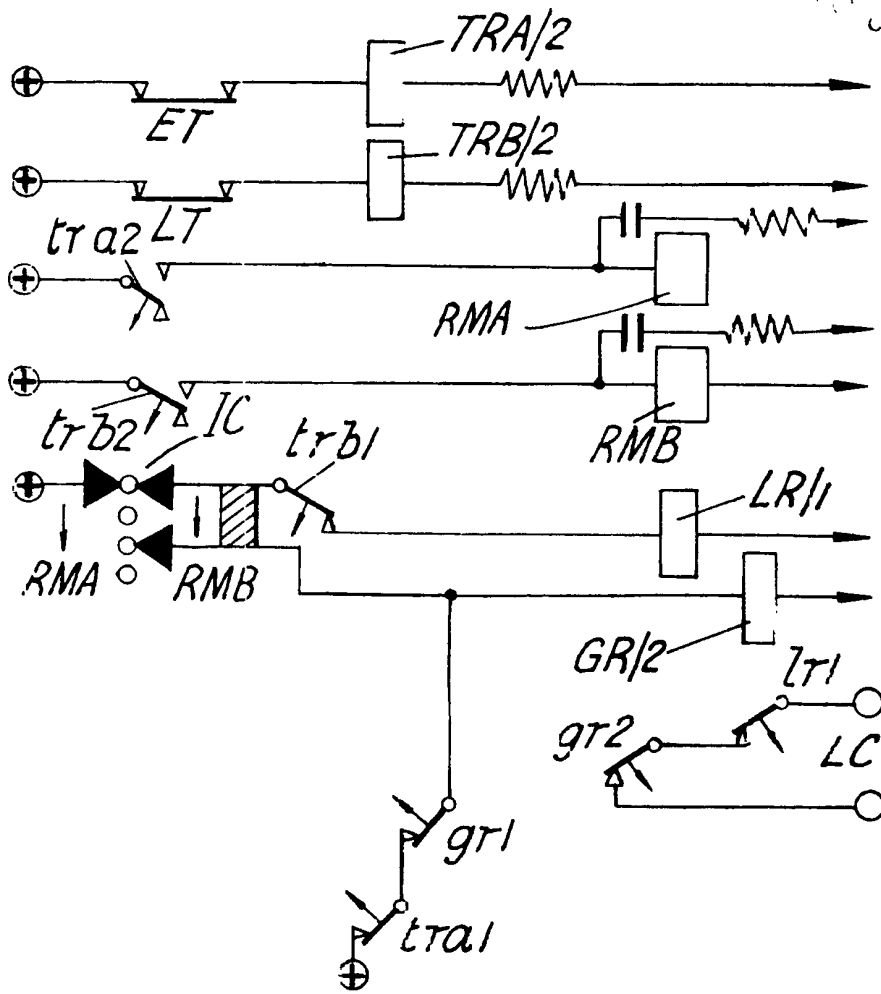 TRA/2
ET
TRB/2
LT
tra2
RMA
trb2
IC
trb1
RMB
LR/1
RMA
RMB
GR/2
lr1
gr2
LC
gr1
tra1